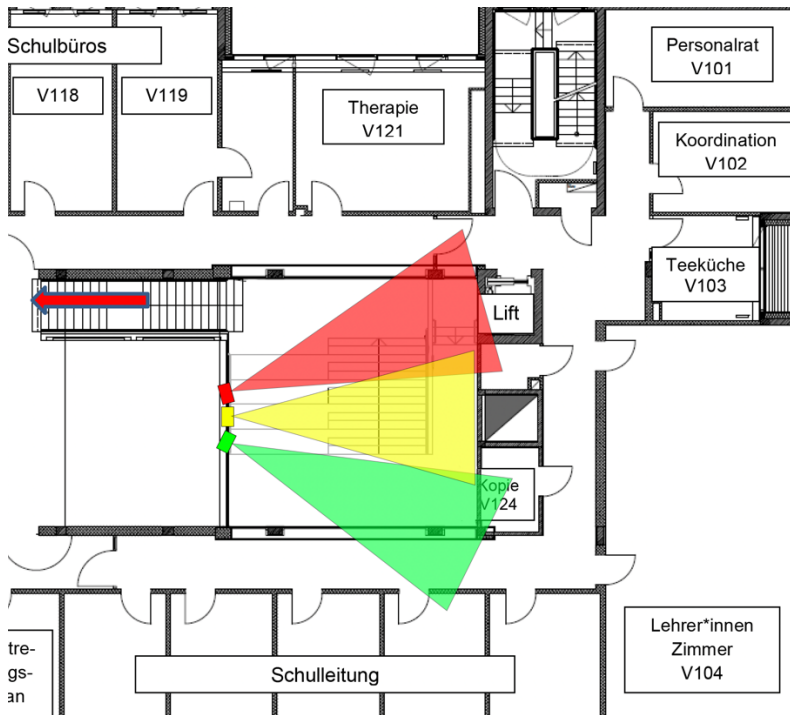 Schulbüros
V118
V119
Therapie
V121
Personalrat
V101
Koordination
V102
Teeküche
V103
Lift
Kopie
V124
Lehrer*innen
Zimmer
V104
tre-
gs-
an
Schulleitung